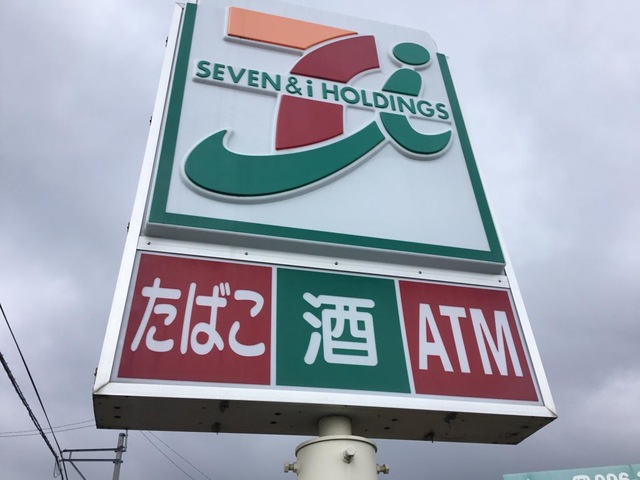 SEVEN & i HOLDINGS
たばこ 酒 ATM